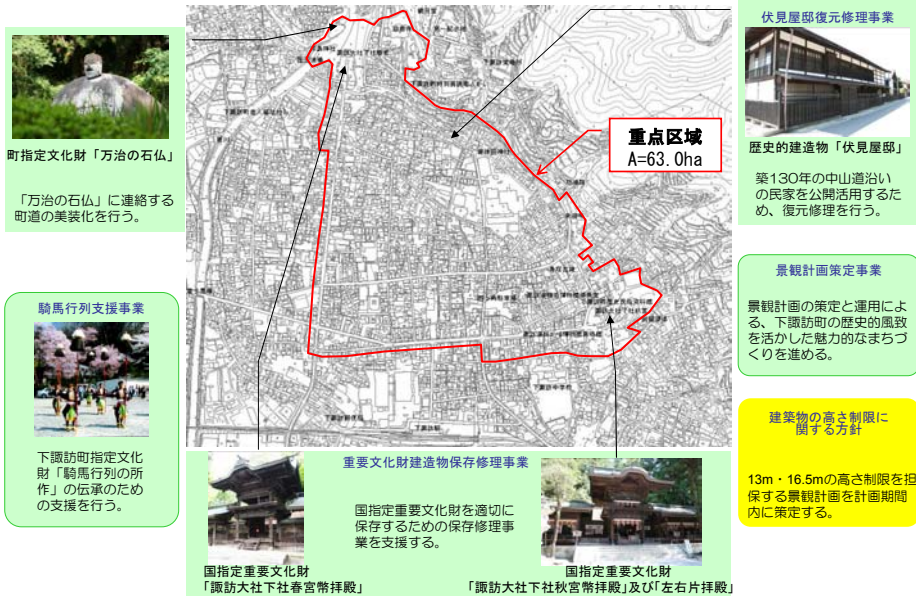 町指定文化財「万治の石仏」
「万治の石仏」に連絡する
町道の美装化を行う。
騎馬行列支援事業
下諏訪町指定文化
財「騎馬行列の所
作」の伝承のため
の支援を行う。
重点区域
A=63.0ha
伏見屋邸復元修理事業
歴史的建造物「伏見屋邸」
築130年の中山道沿い
の民家を公開活用するた
め、復元修理を行う。
景観計画策定事業
景観計画の策定と運用によ
る、下諏訪町の歴史的風致
を活かした魅力的なまちづ
くりを進める。
建築物の高さ制限に
関する方針
13m・16.5mの高さ制限を担
保する景観計画を計画期間
内に策定する。
重要文化財建造物保存修理事業
国指定重要文化財を適切に
保存するための保存修理事
業を支援する。
国指定重要文化財
「諏訪大社下社春宮幣拝殿」
国指定重要文化財
「諏訪大社下社秋宮幣拝殿」及び「左右片拝殿」